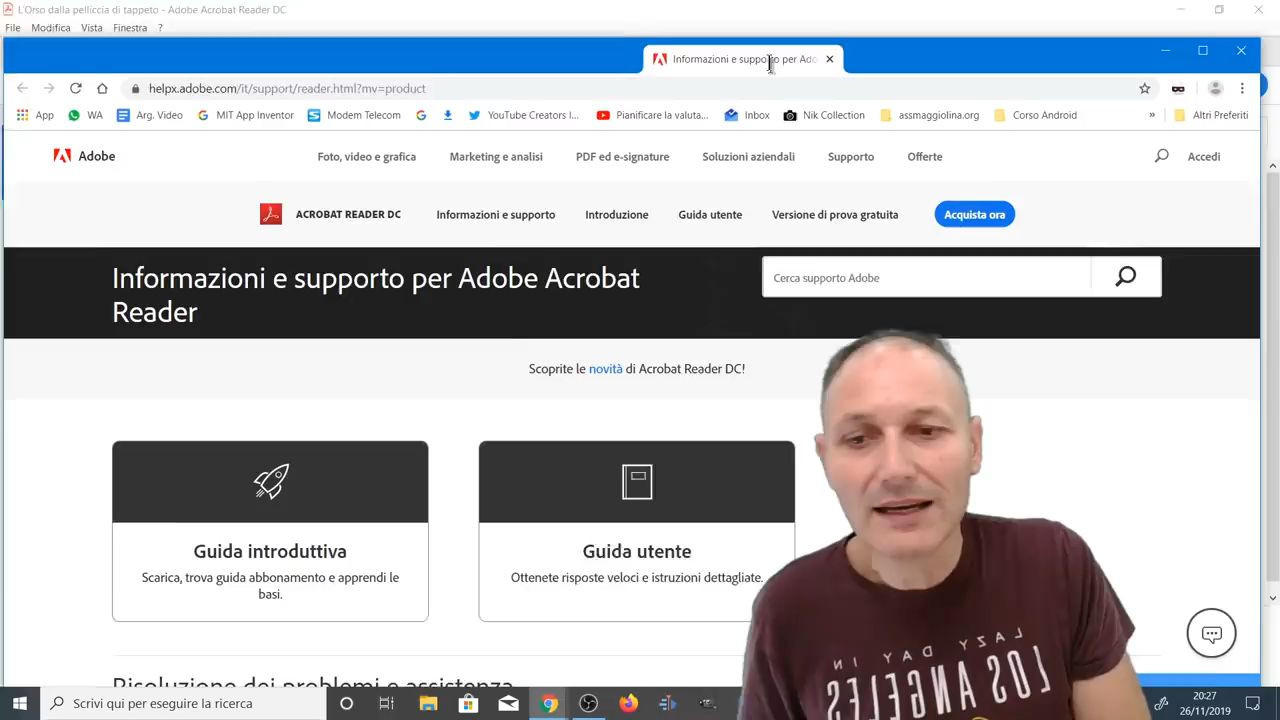 L'Orso dalla pelliccia di tappeto - Adobe Acrobat Reader DC
File Modifica Vista Finestra ?
Informazioni e supporto per Ado
helpx.adobe.com/it/support/reader.html?mv=product
App WA Arg. Video MIT App Inventor Modem Telecom YouTube Creators I... Pianificare la valuta... Inbox Nik Collection assmaggiolina.org Corso Android » Altri Preferiti
Adobe Foto, video e grafica Marketing e analisi PDF ed e-signature Soluzioni aziendali Supporto Offerte Accedi
ACROBAT READER DC Informazioni e supporto Introduzione Guida utente Versione di prova gratuita Acquista ora
Informazioni e supporto per Adobe Acrobat
Reader
Cerca supporto Adobe
Scoprite le novità di Acrobat Reader DC!
Guida introduttiva
Scarica, trova guida abbonamento e apprendi le
basi.
Guida utente
Ottenete risposte veloci e istruzioni dettagliate.
LAZY DAY IN
LOS ANGELES
Risoluzione dei problemi e assistenza
Scrivi qui per eseguire la ricerca
20:27
26/11/2019